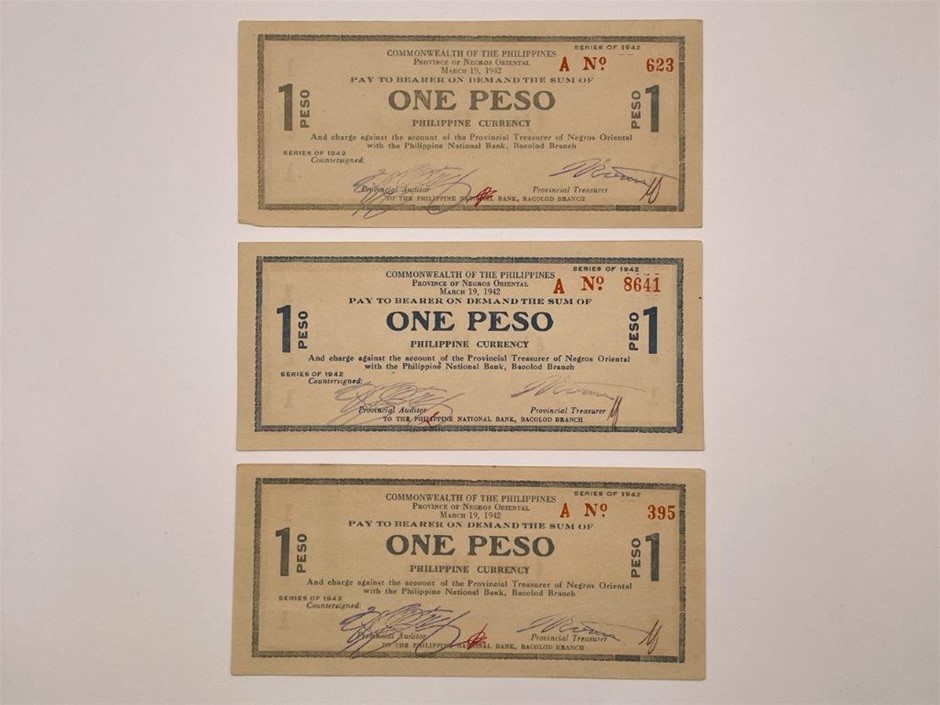 SERIES OF 1942
COMMONWEALTH OF THE PHILIPPINES
PROVINCE OF NEGROS ORIENTAL
A Nº 623
MARCH 19, 1942
PAY TO BEARER ON DEMAND THE SUM OF
1 PESO ONE PESO PESO 1
PHILIPPINE CURRENCY
And charge against the account of the Provincial Treasurer of Negros Oriental
with the Philippine National Bank, Bacolod Branch
SERIES OF 1942
Countersigned:
Provincial Auditor Provincial Treasurer
TO THE PHILIPPINE NATIONAL BANK, BACOLOD BRANCH
SERIES OF 1942
COMMONWEALTH OF THE PHILIPPINES
PROVINCE OF NEGROS ORIENTAL
A Nº 8641
MARCH 19, 1942
PAY TO BEARER ON DEMAND THE SUM OF
1 PESO ONE PESO PESO 1
PHILIPPINE CURRENCY
And charge against the account of the Provincial Treasurer of Negros Oriental
with the Philippine National Bank, Bacolod Branch
SERIES OF 1942
Countersigned:
Provincial Auditor Provincial Treasurer
TO THE PHILIPPINE NATIONAL BANK, BACOLOD BRANCH
SERIES OF 1942
COMMONWEALTH OF THE PHILIPPINES
PROVINCE OF NEGROS ORIENTAL
A Nº 395
MARCH 19, 1942
PAY TO BEARER ON DEMAND THE SUM OF
1 PESO ONE PESO PESO 1
PHILIPPINE CURRENCY
And charge against the account of the Provincial Treasurer of Negros Oriental
with the Philippine National Bank, Bacolod Branch
SERIES OF 1942
Countersigned:
Provincial Auditor Provincial Treasurer
TO THE PHILIPPINE NATIONAL BANK, BACOLOD BRANCH